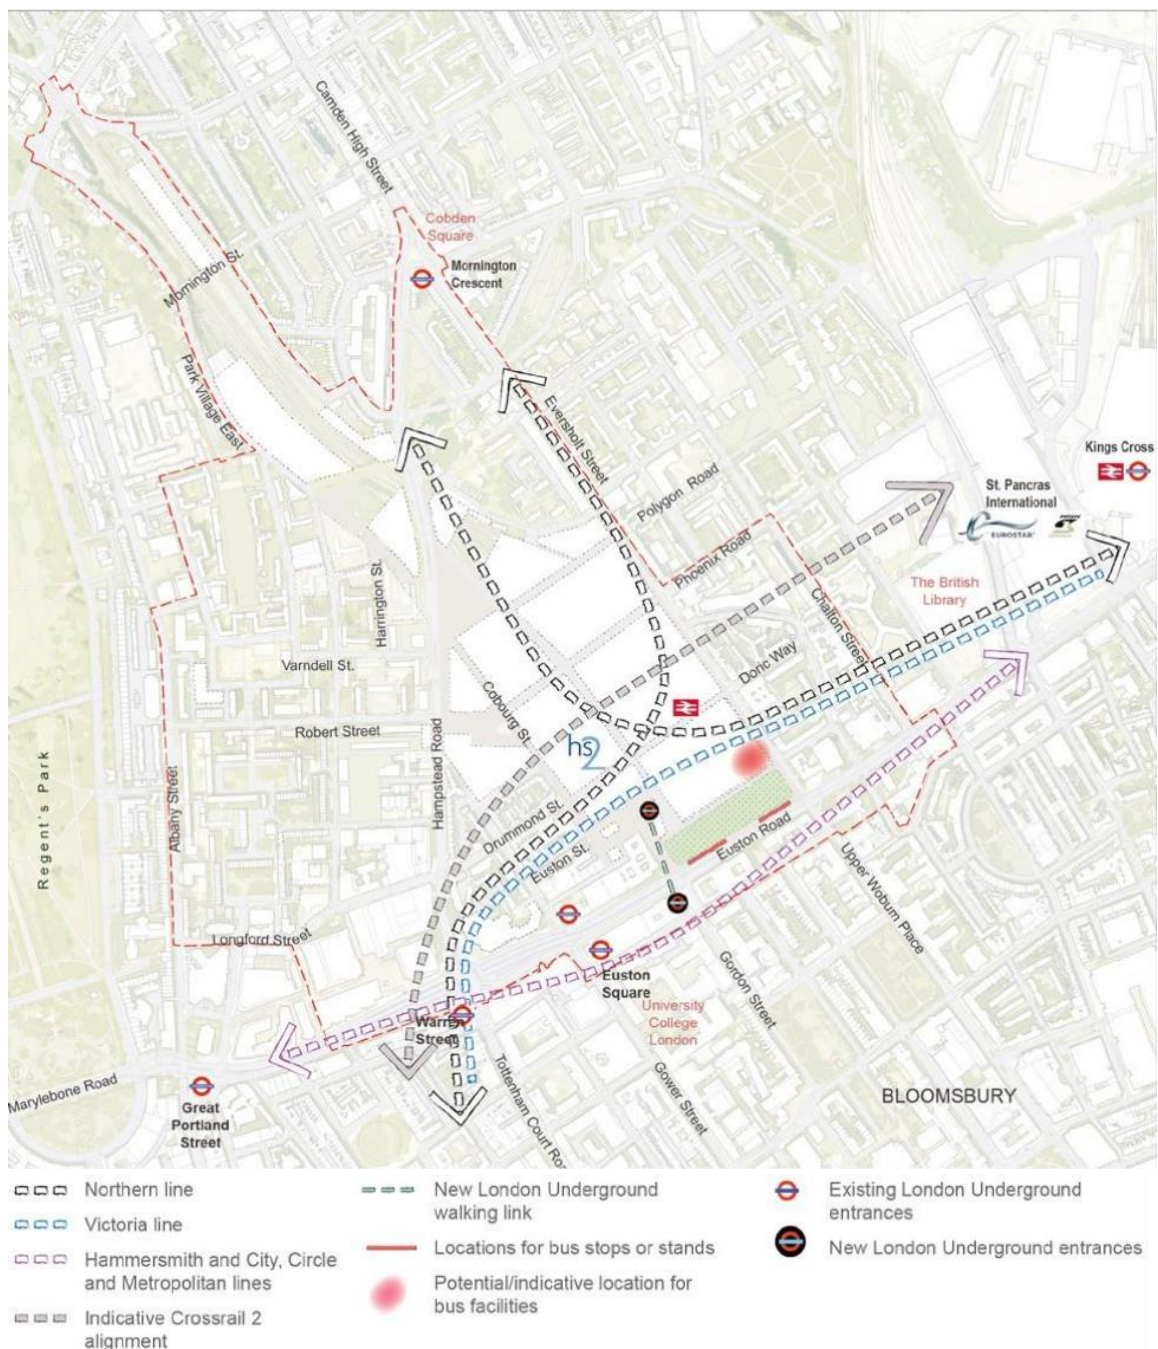 Camden High Street
Cobden
Square
Mornington
Crescent
Mornington St.
Park Village East
Eversholt Street
Polygon Road
Kings Cross
St. Pancras
International
EUROSTAR
Phoenix Road
The British
Library
Chalton Street
Harrington St.
Varndell St.
Doric Way
Cobourg St.
Robert Street
hs2
Hampstead Road
Regent's Park
Albany Street
Drummond St.
Euston St.
Euston Road
Upper Woburn Place
Longford Street
Euston
Square
Gordon Street
University
College
London
Warren
Street
Tottenham Court Roa
Gower Street
Marylebone Road
Great
Portland
Street
BLOOMSBURY
Northern line
Victoria line
Hammersmith and City, Circle
and Metropolitan lines
Indicative Crossrail 2
alignment
New London Underground
walking link
Locations for bus stops or stands
Potential/indicative location for
bus facilities
Existing London Underground
entrances
New London Underground entrances